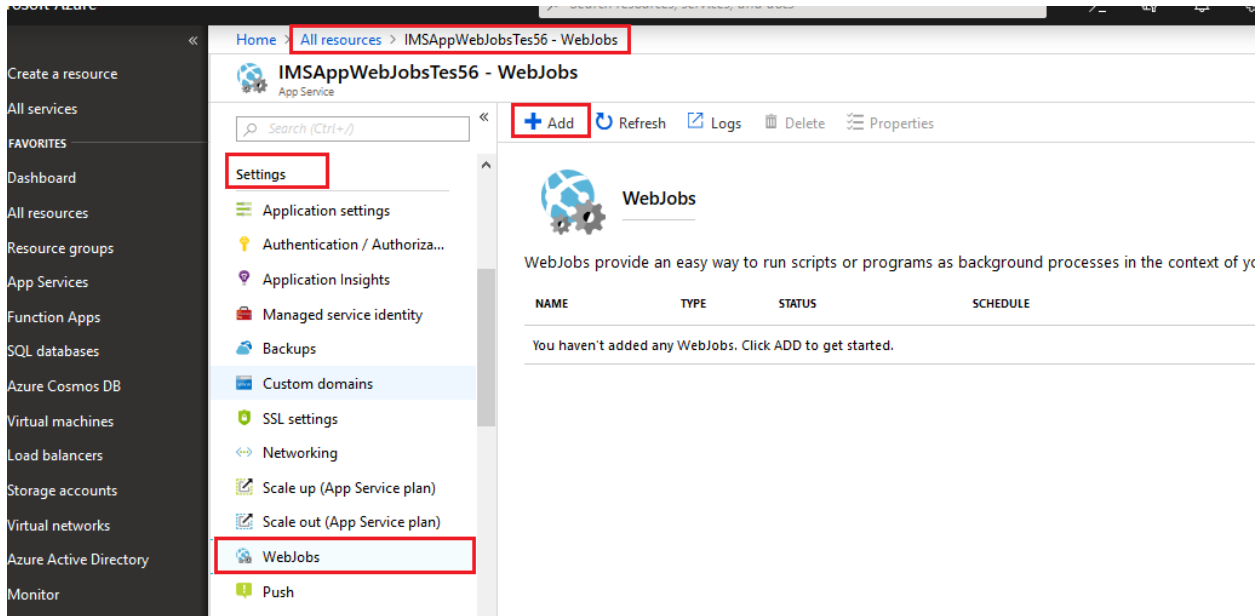 Home > All resources > IMSAppWebJobsTes56 - WebJobs
Create a resource
All services
FAVORITES
Dashboard
All resources
Resource groups
App Services
Function Apps
SQL databases
Azure Cosmos DB
Virtual machines
Load balancers
Storage accounts
Virtual networks
Azure Active Directory
Monitor
IMSAppWebJobsTes56 - WebJobs
App Service
Search (Ctrl+/)
Settings
Application settings
Authentication / Authoriza...
Application Insights
Managed service identity
Backups
Custom domains
SSL settings
Networking
Scale up (App Service plan)
Scale out (App Service plan)
WebJobs
Push
Add Refresh Logs Delete Properties
WebJobs
WebJobs provide an easy way to run scripts or programs as background processes in the context of
NAME TYPE STATUS SCHEDULE
You haven't added any WebJobs. Click ADD to get started.